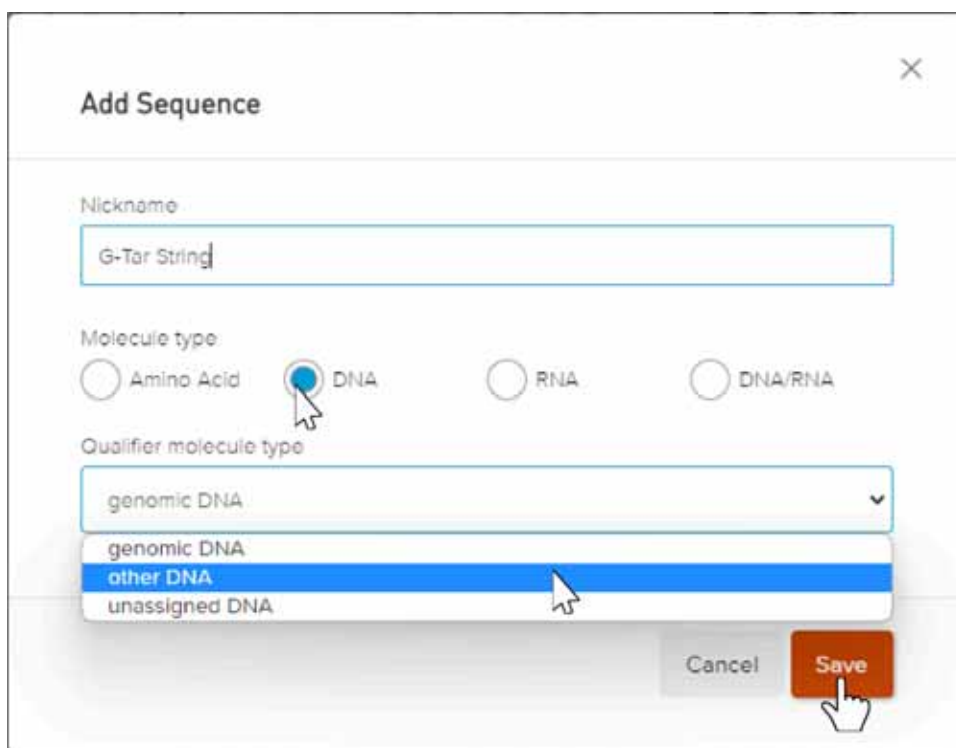 Add Sequence
Nickname
G-Tar String
Molecule type
Amino Acid DNA RNA DNA/RNA
Qualifier molecule type
genomic DNA
genomic DNA
other DNA
unassigned DNA
Cancel Save